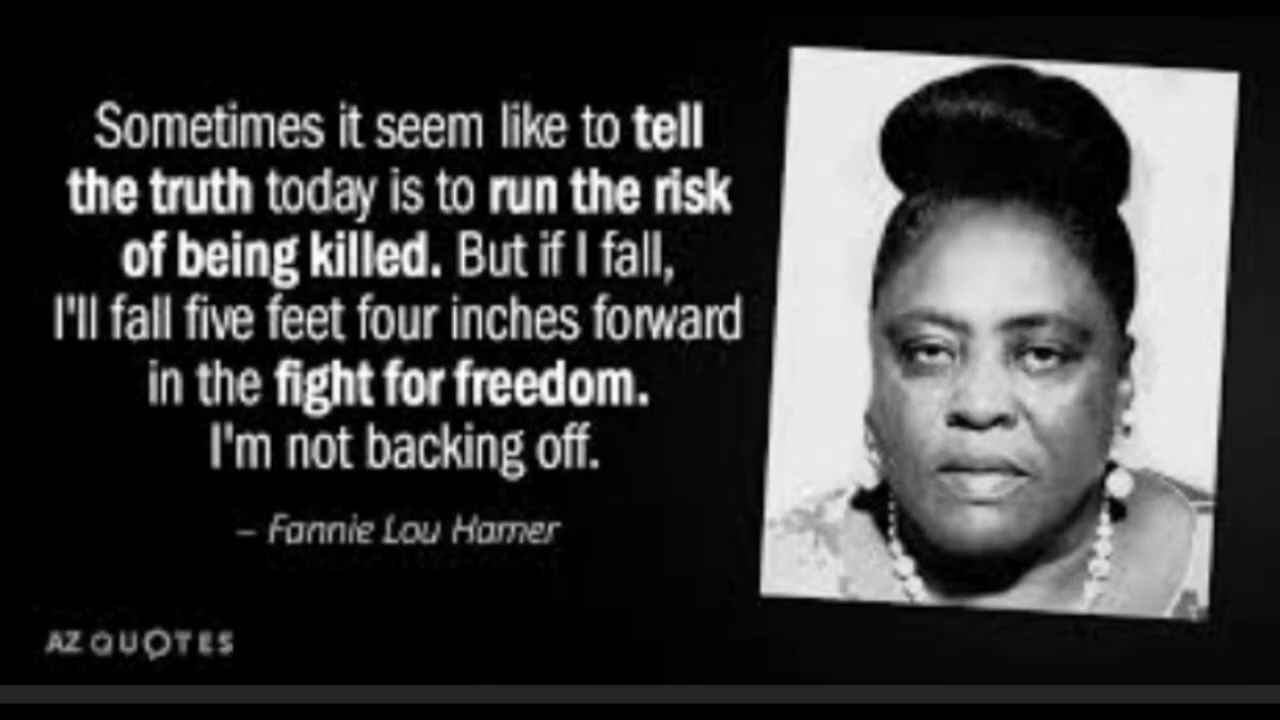 Sometimes it seem like to tell
the truth today is to run the risk
of being killed. But if I fall,
I'll fall five feet four inches forward
in the fight for freedom.
I'm not backing off.
– Fannie Lou Hamer
AZ QUOTES